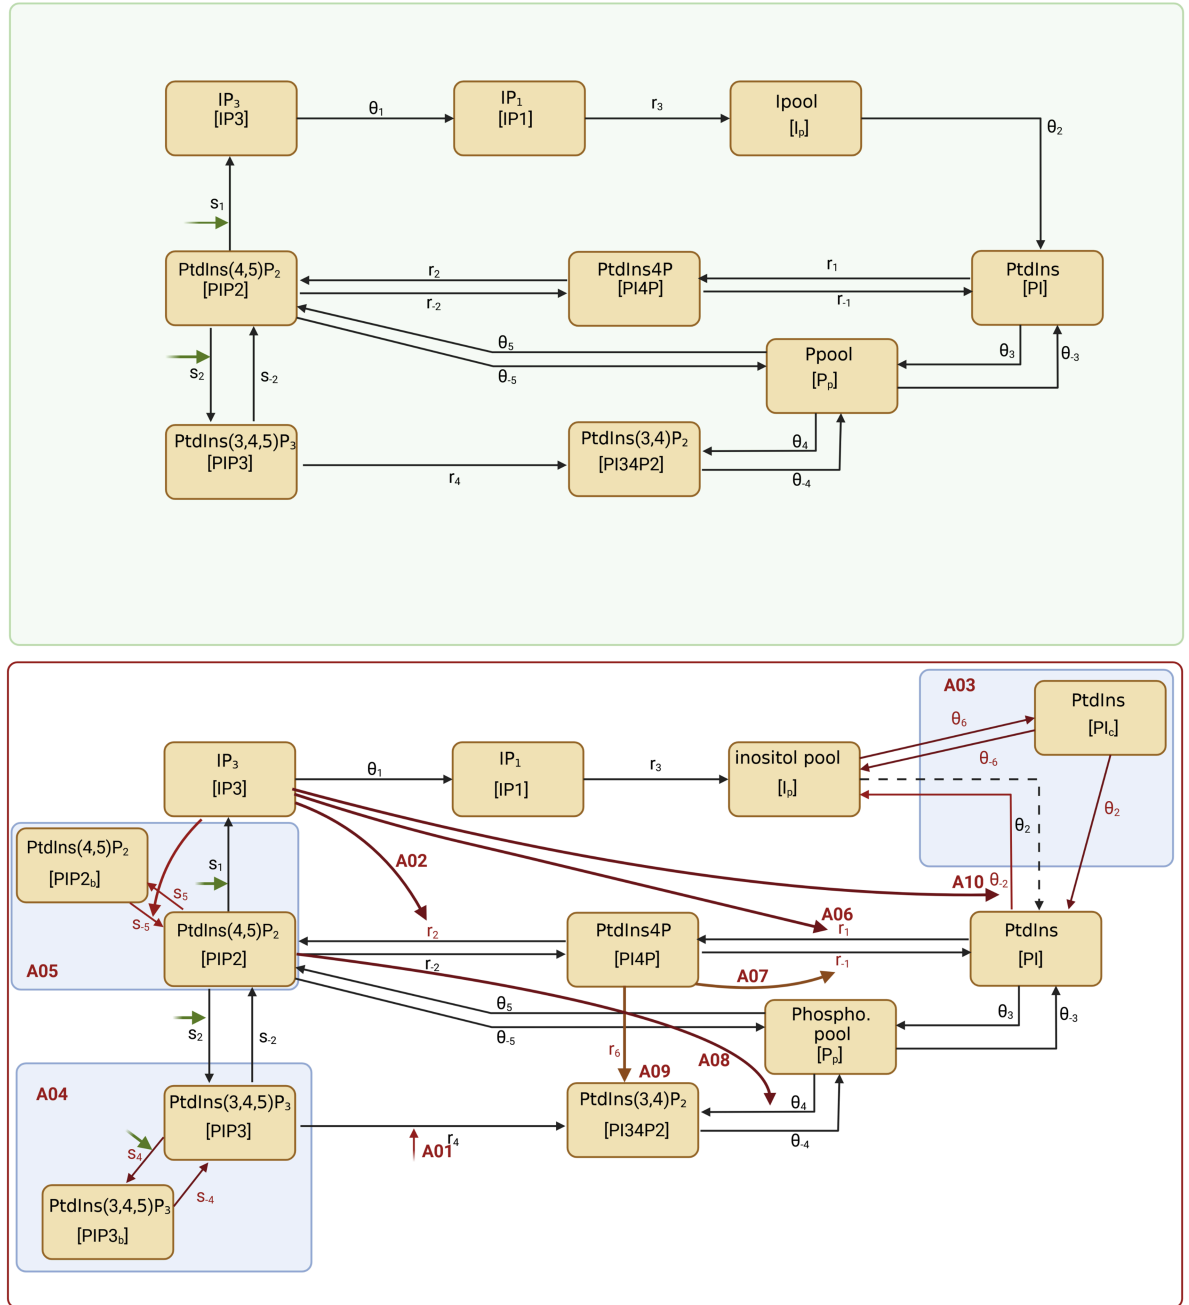 IP₃
[IP3]
θ₁
IP₁
[IP1]
r₃
Ipool
[Iₚ]
θ₂
s₁
PtdIns(4,5)P₂
[PIP2]
r₂
r₋₂
PtdIns4P
[PI4P]
r₁
r₋₁
PtdIns
[PI]
θ₅
θ₋₅
Ppool
[Pₚ]
θ₃
θ₋₃
s₂
s₋₂
PtdIns(3,4,5)P₃
[PIP3]
r₄
PtdIns(3,4)P₂
[PI34P2]
θ₄
θ₋₄
A03
PtdIns
[PI꜀]
θ₆
θ₋₆
θ₂
IP₃
[IP3]
θ₁
IP₁
[IP1]
r₃
inositol pool
[Iₚ]
θ₂
PtdIns(4,5)P₂
[PIP2b]
s₅
s₋₅
s₁
A02
A10
θ₋₂
A06
PtdIns(4,5)P₂
[PIP2]
A05
r₂
r₋₂
PtdIns4P
[PI4P]
r₁
r₋₁
A07
PtdIns
[PI]
θ₅
θ₋₅
Phospho.
pool
[Pₚ]
θ₃
θ₋₃
s₂
s₋₂
r₆
A08
A09
A04
PtdIns(3,4,5)P₃
[PIP3]
r₄
A01
PtdIns(3,4)P₂
[PI34P2]
θ₄
θ₋₄
s₄
s₋₄
PtdIns(3,4,5)P₃
[PIP3b]